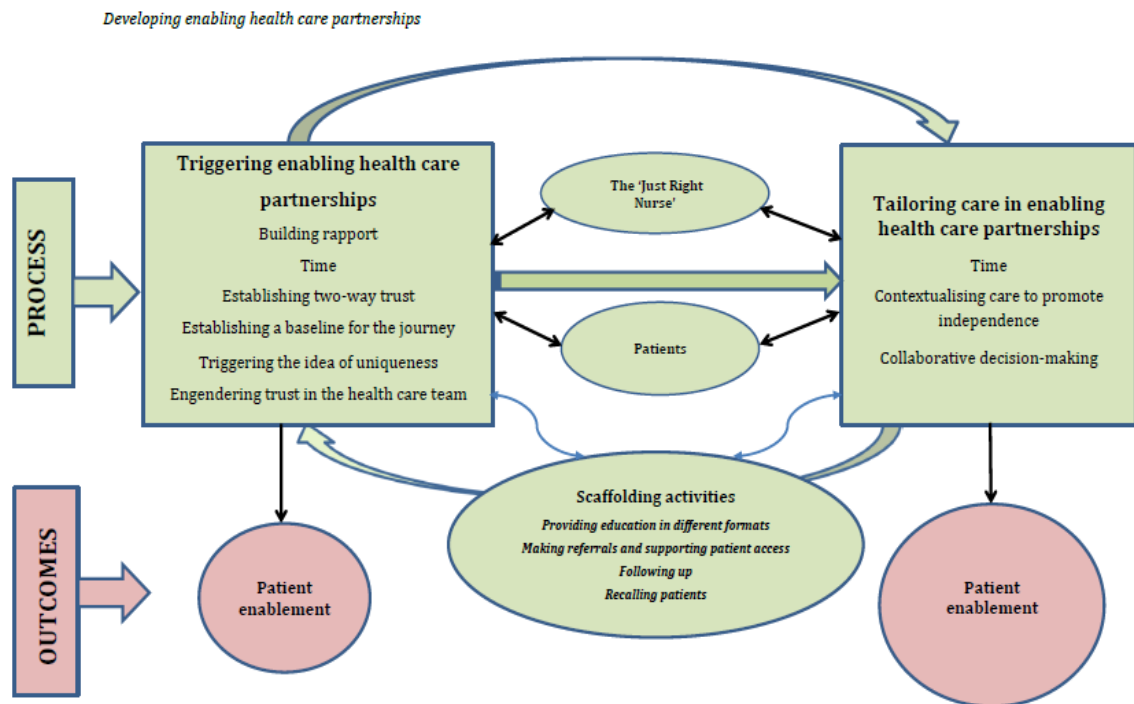 Developing enabling health care partnerships
PROCESS
Triggering enabling health care
partnerships
Building rapport
Time
Establishing two-way trust
Establishing a baseline for the journey
Triggering the idea of uniqueness
Engendering trust in the health care team
The ‘Just Right
Nurse’
Patients
Tailoring care in enabling
health care partnerships
Time
Contextualising care to promote
independence
Collaborative decision-making
Scaffolding activities
Providing education in different formats
Making referrals and supporting patient access
Following up
Recalling patients
OUTCOMES
Patient
enablement
Patient
enablement